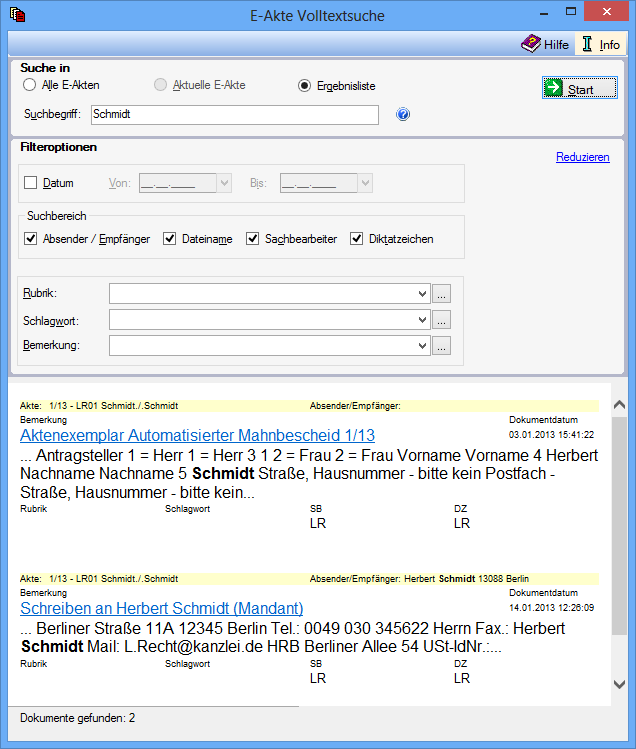 E-Akte Volltextsuche
Hilfe Info
Suche in
Alle E-Akten Aktuelle E-Akte Ergebnisliste
Start
Suchbegriff: Schmidt
Filteroptionen
Reduzieren
Datum Von: __.__.____ Bis: __.__.____
Suchbereich
Absender / Empfänger Dateiname Sachbearbeiter Diktatzeichen
Rubrik: ...
Schlagwort: ...
Bemerkung: ...
Akte: 1/13 - LR01 Schmidt./.Schmidt Absender/Empfänger:
Bemerkung Dokumentdatum
Aktenexemplar Automatisierter Mahnbescheid 1/13 03.01.2013 15:41:22
... Antragsteller 1 = Herr 1 = Herr 3 1 2 = Frau 2 = Frau Vorname Vorname 4 Herbert
Nachname Nachname 5 Schmidt Straße, Hausnummer - bitte kein Postfach -
Straße, Hausnummer - bitte kein...
Rubrik Schlagwort SB DZ
LR LR
Akte: 1/13 - LR01 Schmidt./.Schmidt Absender/Empfänger: Herbert Schmidt 13088 Berlin
Bemerkung Dokumentdatum
Schreiben an Herbert Schmidt (Mandant) 14.01.2013 12:26:09
... Berliner Straße 11A 12345 Berlin Tel.: 0049 030 345622 Herrn Fax.: Herbert
Schmidt Mail: L.Recht@kanzlei.de HRB Berliner Allee 54 USt-IdNr.:...
Rubrik Schlagwort SB DZ
LR LR
Dokumente gefunden: 2